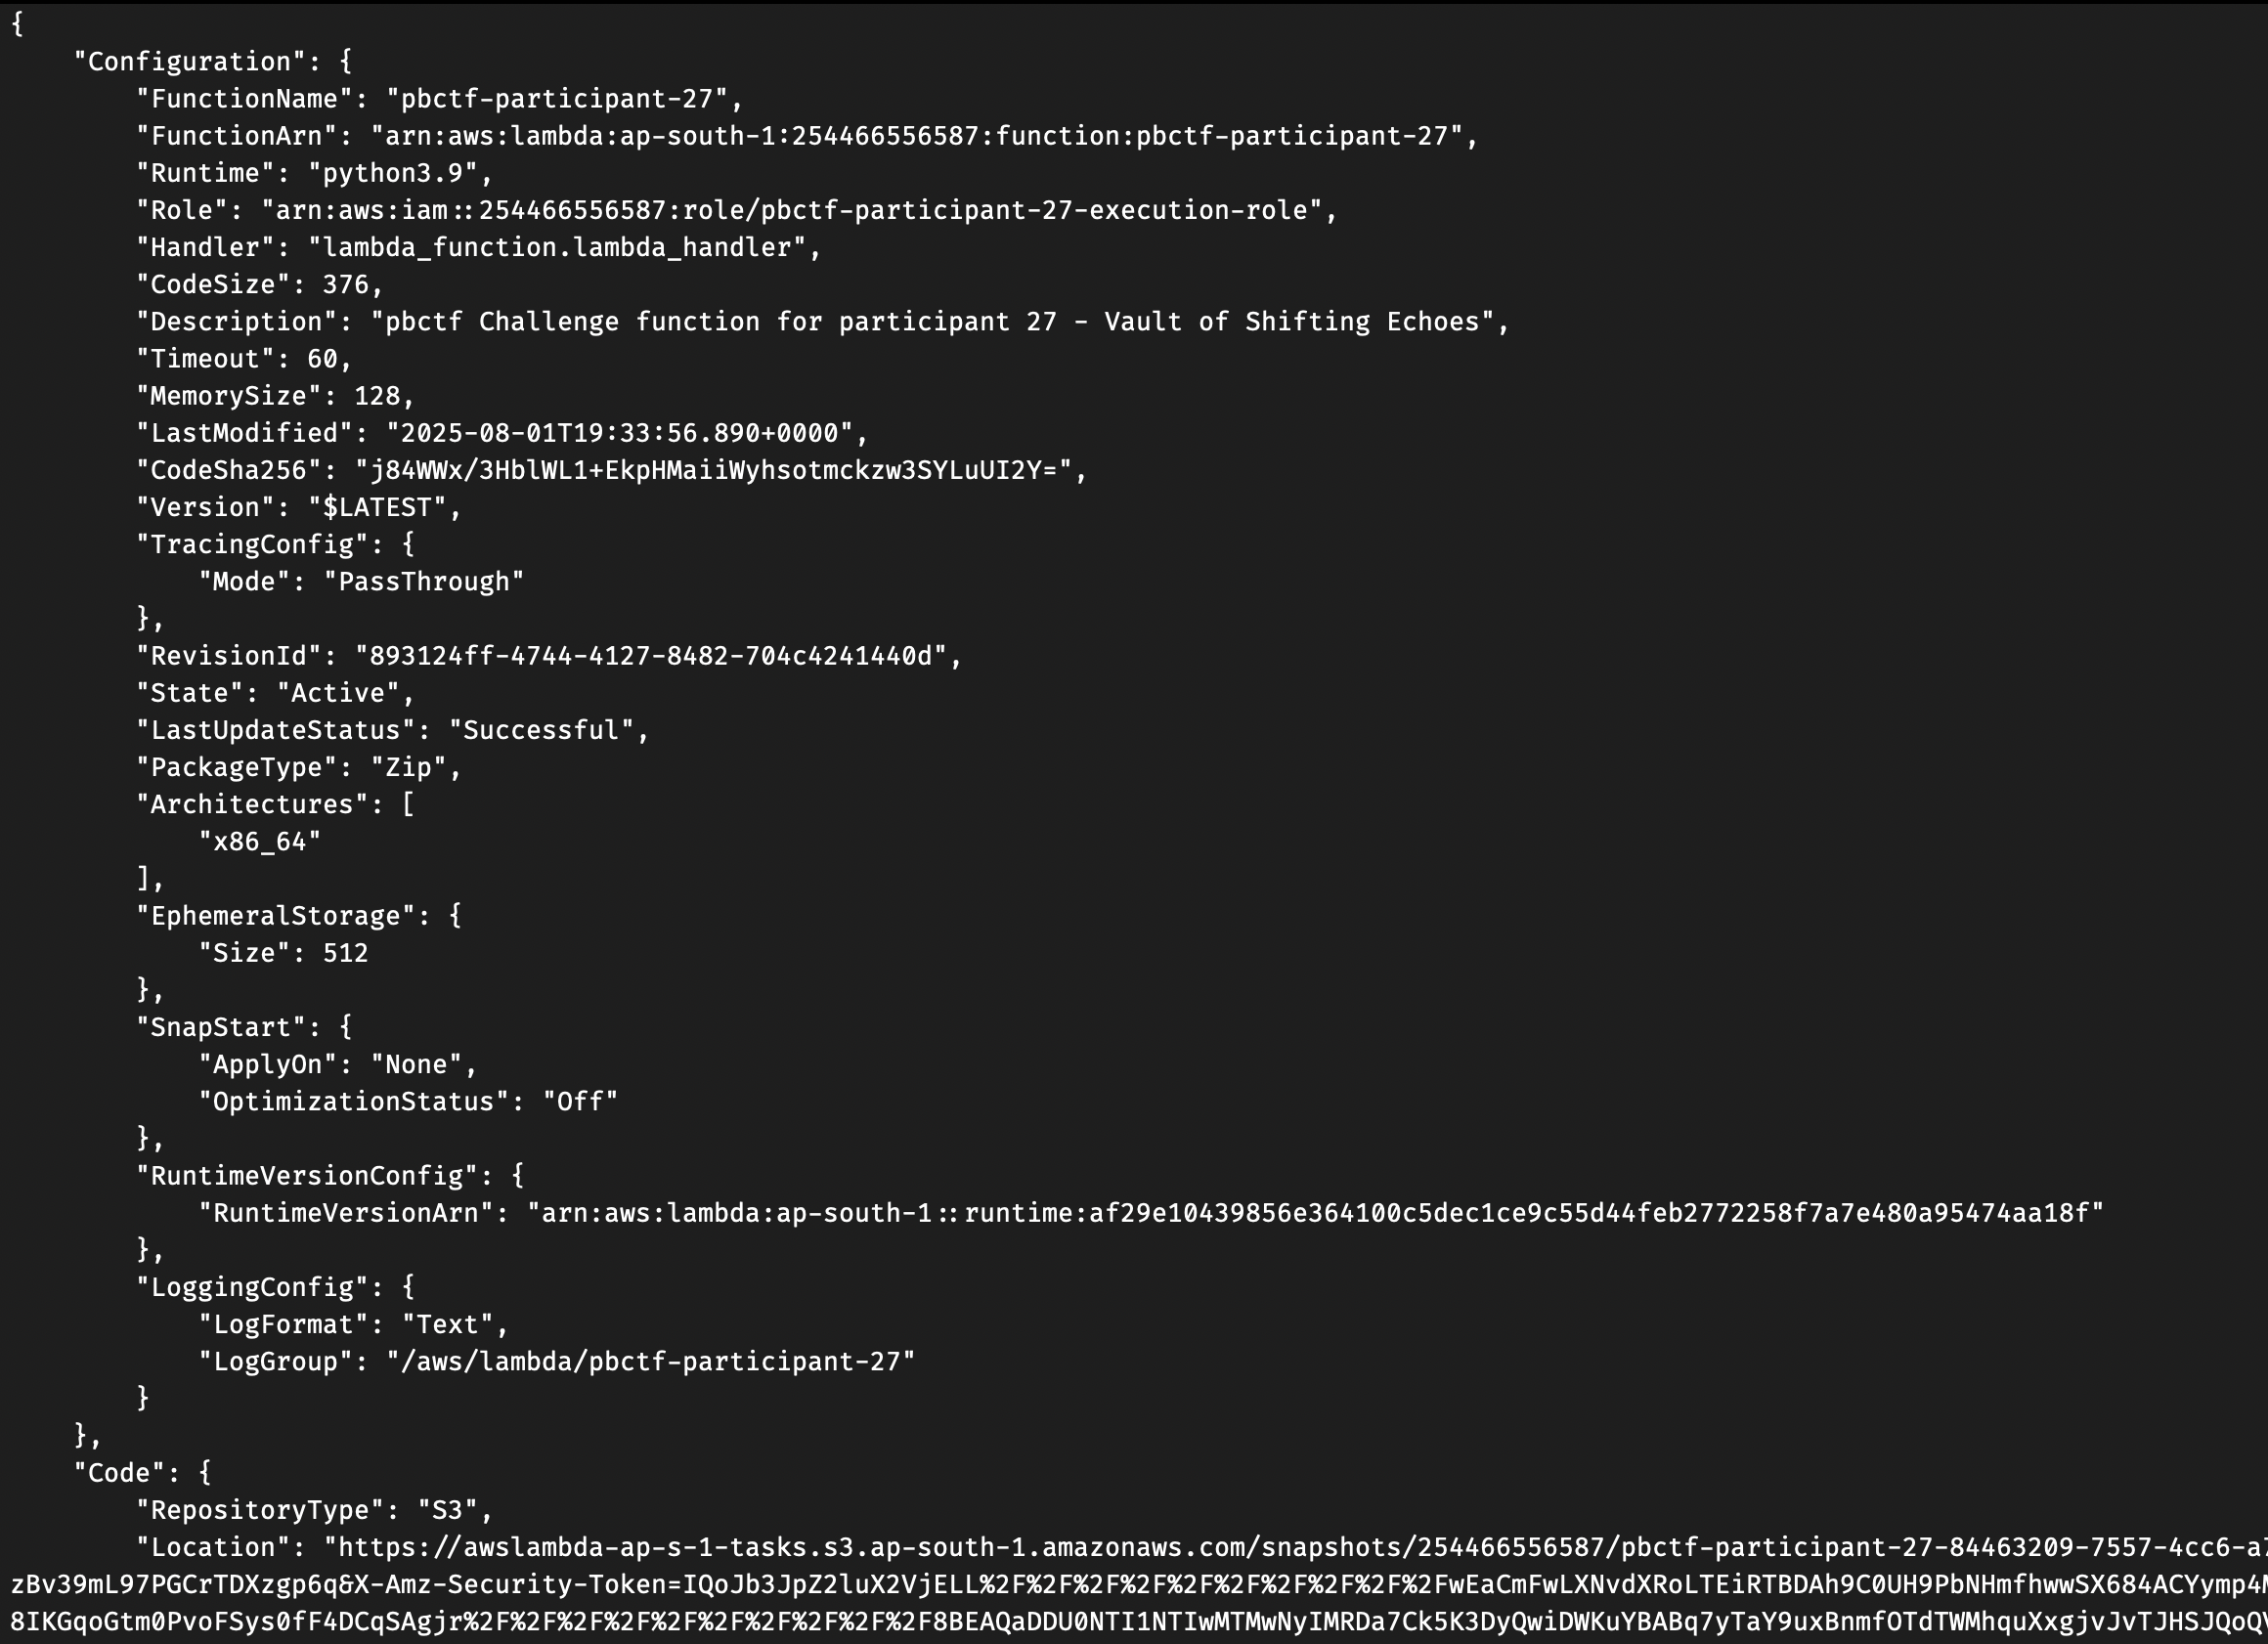 {
    "Configuration": {
        "FunctionName": "pbctf-participant-27",
        "FunctionArn": "arn:aws:lambda:ap-south-1:254466556587:function:pbctf-participant-27",
        "Runtime": "python3.9",
        "Role": "arn:aws:iam::254466556587:role/pbctf-participant-27-execution-role",
        "Handler": "lambda_function.lambda_handler",
        "CodeSize": 376,
        "Description": "pbctf Challenge function for participant 27 - Vault of Shifting Echoes",
        "Timeout": 60,
        "MemorySize": 128,
        "LastModified": "2025-08-01T19:33:56.890+0000",
        "CodeSha256": "j84WWx/3HblWL1+EkpHMaiiWyhsotmckzw3SYLuUI2Y=",
        "Version": "$LATEST",
        "TracingConfig": {
            "Mode": "PassThrough"
        },
        "RevisionId": "893124ff-4744-4127-8482-704c4241440d",
        "State": "Active",
        "LastUpdateStatus": "Successful",
        "PackageType": "Zip",
        "Architectures": [
            "x86_64"
        ],
        "EphemeralStorage": {
            "Size": 512
        },
        "SnapStart": {
            "ApplyOn": "None",
            "OptimizationStatus": "Off"
        },
        "RuntimeVersionConfig": {
            "RuntimeVersionArn": "arn:aws:lambda:ap-south-1::runtime:af29e10439856e364100c5dec1ce9c55d44feb2772258f7a7e480a95474aa18f"
        },
        "LoggingConfig": {
            "LogFormat": "Text",
            "LogGroup": "/aws/lambda/pbctf-participant-27"
        }
    },
    "Code": {
        "RepositoryType": "S3",
        "Location": "https://awslambda-ap-s-1-tasks.s3.ap-south-1.amazonaws.com/snapshots/254466556587/pbctf-participant-27-84463209-7557-4cc6-a7
zBv39mL97PGCrTDXzgp6q&X-Amz-Security-Token=IQoJb3JpZ2luX2VjELL%2F%2F%2F%2F%2F%2F%2F%2F%2F%2FwEaCmFwLXNvdXRoLTEiRTBDAh9C0UH9PbNHmfhwwSX684ACYymp4M
8IKGqoGtm0PvoFSys0fF4DCqSAgjr%2F%2F%2F%2F%2F%2F%2F%2F%2F%2F8BEAQaDDU0NTI1NTIwMTMwNyIMRDa7Ck5K3DyQwiDWKuYBABq7yTaY9uxBnmfOTdTWMhquXxgjvJvTJHSJQoQV